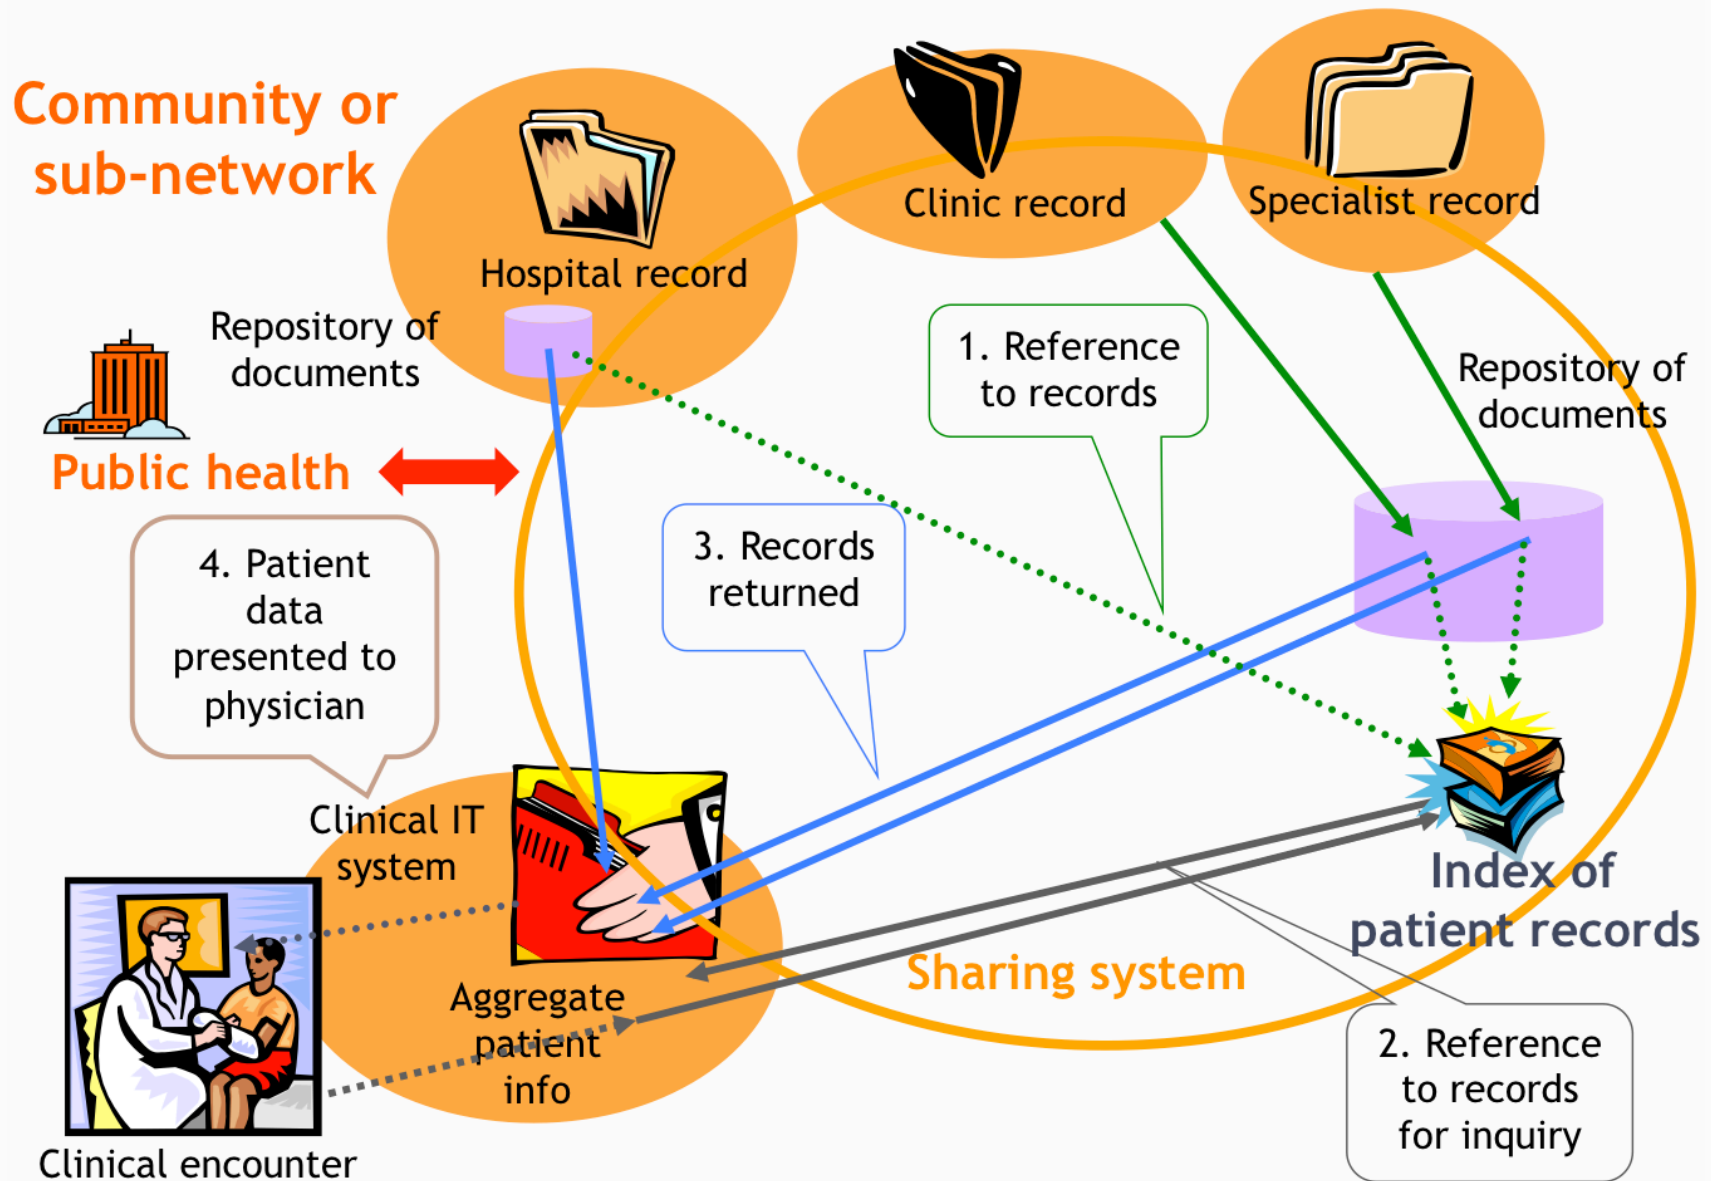 Community or
sub-network
Hospital record
Clinic record
Specialist record
Repository of
documents
Public health
1. Reference
to records
Repository of
documents
3. Records
returned
4. Patient
data
presented to
physician
Clinical IT
system
Aggregate
patient
info
Clinical encounter
Sharing system
Index of
patient records
2. Reference
to records
for inquiry